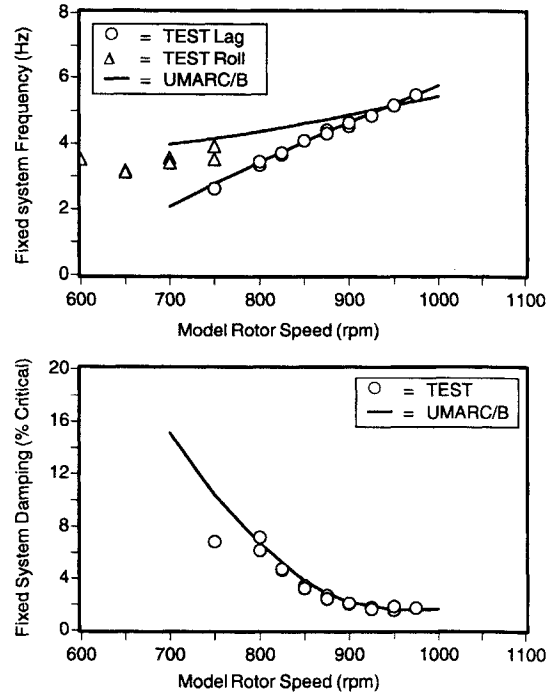 8
6
4
2
0
Fixed system Frequency (Hz)
○ = TEST Lag
△ = TEST Roll
— = UMARC/B
600 700 800 900 1000 1100
Model Rotor Speed (rpm)
20
16
12
8
4
0
Fixed System Damping (% Critical)
○ = TEST
— = UMARC/B
600 700 800 900 1000 1100
Model Rotor Speed (rpm)